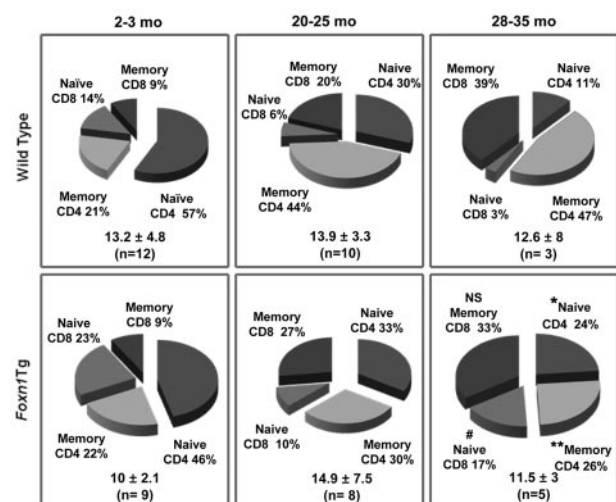 2-3 mo
20-25 mo
28-35 mo
Wild Type
Naïve
CD8 14%
Memory
CD8 9%
Memory
CD4 21%
Naïve
CD4 57%
13.2 ± 4.8
(n=12)
Memory
CD8 20%
Naive
CD4 30%
Naive
CD8 6%
Memory
CD4 44%
13.9 ± 3.3
(n=10)
Memory
CD8 39%
Naive
CD4 11%
Naive
CD8 3%
Memory
CD4 47%
12.6 ± 8
(n= 3)
Foxn1Tg
Naive
CD8 23%
Memory
CD8 9%
Memory
CD4 22%
Naive
CD4 46%
10 ± 2.1
(n= 9)
Memory
CD8 27%
Naive
CD4 33%
Naive
CD8 10%
Memory
CD4 30%
14.9 ± 7.5
(n= 8)
NS
Memory
CD8 33%
*Naive
CD4 24%
#
Naive
CD8 17%
**Memory
CD4 26%
11.5 ± 3
(n=5)